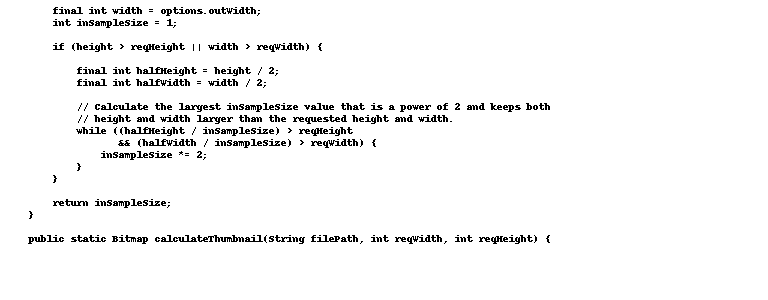 final int width = options.outWidth;
int inSampleSize = 1;
if (height > reqHeight || width > reqWidth) {
final int halfHeight = height / 2;
final int halfWidth = width / 2;
// Calculate the largest inSampleSize value that is a power of 2 and keeps both
// height and width larger than the requested height and width.
while ((halfHeight / inSampleSize) > reqHeight
&& (halfWidth / inSampleSize) > reqWidth) {
inSampleSize *= 2;
}
}
return inSampleSize;
}
public static Bitmap calculateThumbnail(String filePath, int reqWidth, int reqHeight) {